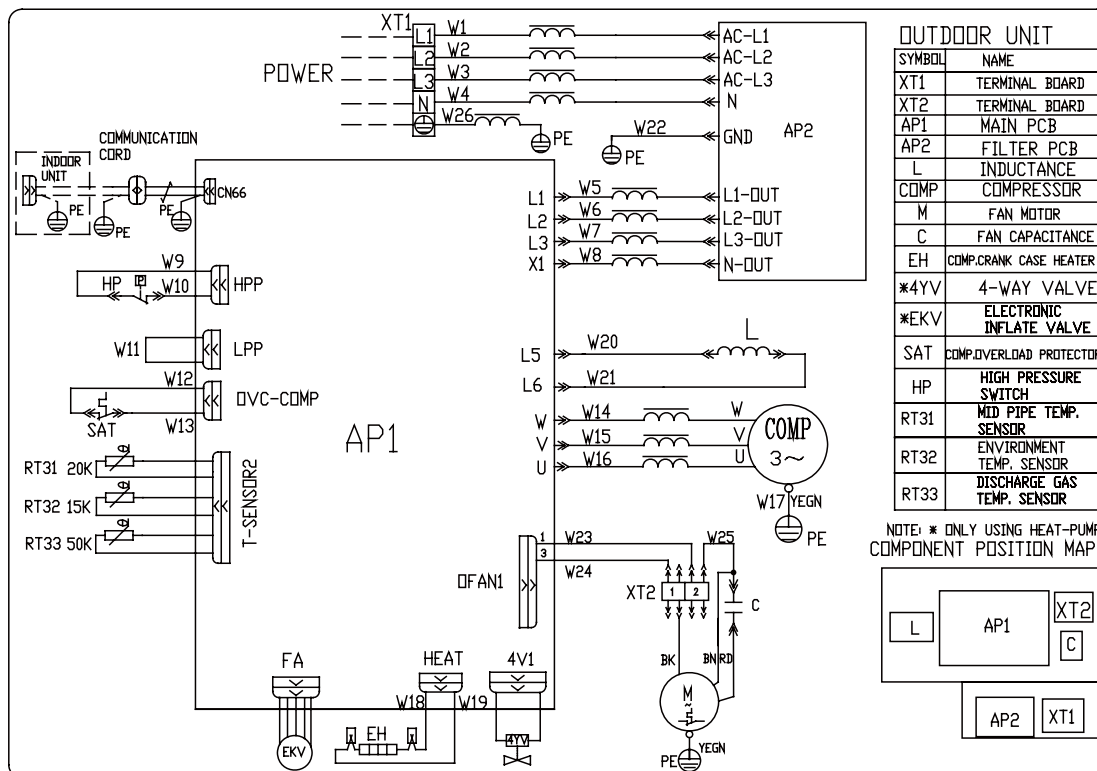 XT1
POWER
L1 W1 AC-L1
L2 W2 AC-L2
L3 W3 AC-L3
N W4 N
W26 PE
W22 GND
PE
AP2
COMMUNICATION
CORD
INDOOR
UNIT
PE
PE
PE
CN66
L1 W5 L1-OUT
L2 W6 L2-OUT
L3 W7 L3-OUT
X1 W8 N-OUT
W9
HP P W10 HPP
W11 LPP
W12
OVC-COMP
SAT W13
RT31 20K θ
RT32 15K θ
RT33 50K θ
T-SENSOR2
AP1
L5 W20 L
L6 W21
W W14 W
V W15 V
U W16 U
COMP
3~
W17 YEGN
PE
1 W23 W25
3 W24
OFAN1
XT2 1 2
C
BK BN RD
M
~
YEGN
PE
FA
EKV
HEAT
W18 W19
EH
4V1
4YV
OUTDOOR UNIT
SYMBOL NAME
XT1 TERMINAL BOARD
XT2 TERMINAL BOARD
AP1 MAIN PCB
AP2 FILTER PCB
L INDUCTANCE
COMP COMPRESSOR
M FAN MOTOR
C FAN CAPACITANCE
EH COMP.CRANK CASE HEATER
*4YV 4-WAY VALVE
*EKV ELECTRONIC
INFLATE VALVE
SAT COMP.OVERLOAD PROTECTOR
HP HIGH PRESSURE
SWITCH
RT31 MID PIPE TEMP.
SENSOR
RT32 ENVIRONMENT
TEMP. SENSOR
RT33 DISCHARGE GAS
TEMP. SENSOR
NOTE: * ONLY USING HEAT-PUMP
COMPONENT POSITION MAP
L AP1 XT2
C
AP2 XT1